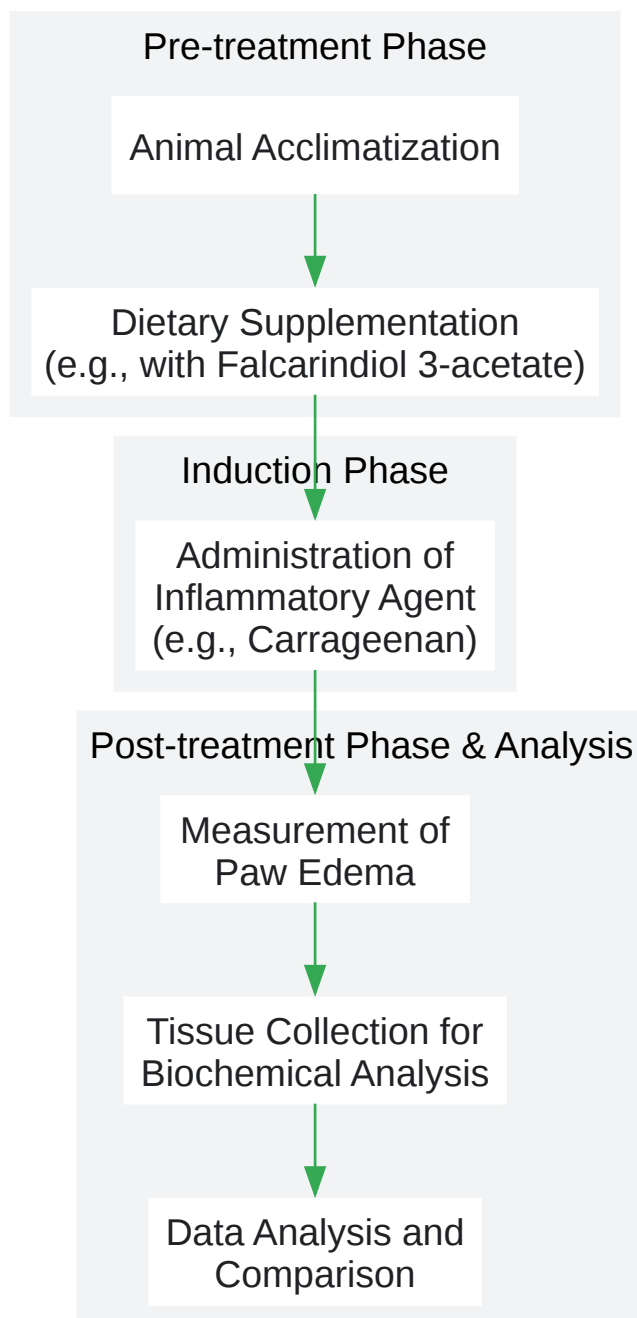 Pre-treatment Phase
Animal Acclimatization
Dietary Supplementation
(e.g., with Falcarindiol 3-acetate)
Induction Phase
Administration of
Inflammatory Agent
(e.g., Carrageenan)
Post-treatment Phase & Analysis
Measurement of
Paw Edema
Tissue Collection for
Biochemical Analysis
Data Analysis and
Comparison